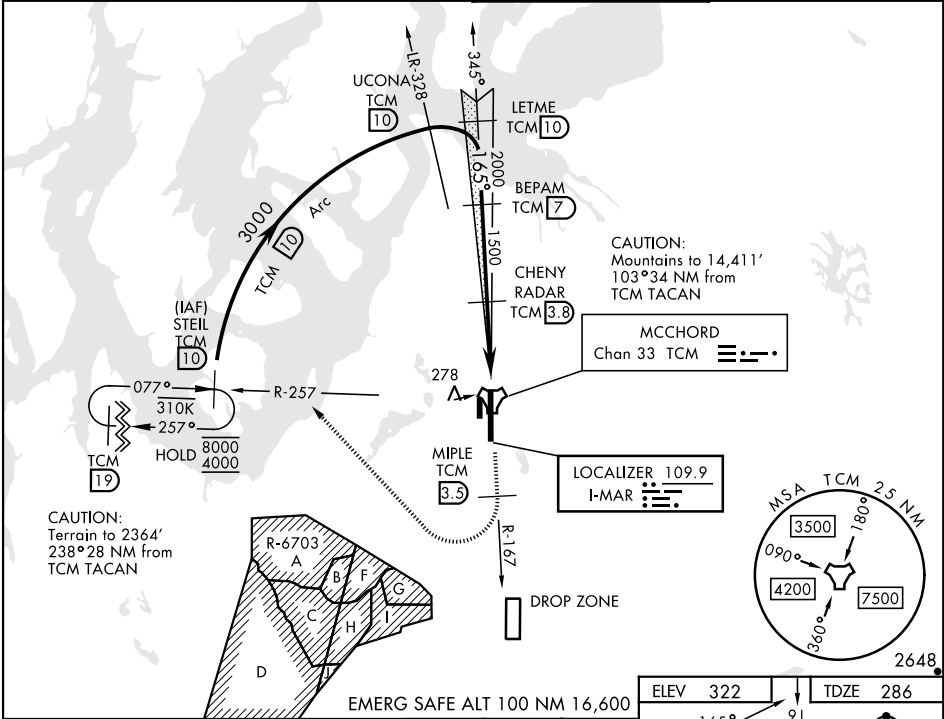 LR-328
345°
UCONA
TCM
10
LETME
TCM 10
2000
165°
BEPAM
TCM 7
1500
3000
Arc
TCM 10
CAUTION:
Mountains to 14,411’
103°34 NM from
TCM TACAN
CHENY
RADAR
TCM 3.8
(IAF)
STEIL
TCM
10
MCCHORD
Chan 33 TCM
278
077°
R-257
310K
257°
HOLD 8000
4000
TCM
19
MIPLE
TCM
3.5
LOCALIZER 109.9
I-MAR
CAUTION:
Terrain to 2364’
238°28 NM from
TCM TACAN
R-167
MSA TCM 25 NM
3500
180°
090°
4200
7500
360°
R-6703
A
B
F
G
C
H
I
D
J
DROP ZONE
2648
EMERG SAFE ALT 100 NM 16,600
ELEV 322
TDZE 286